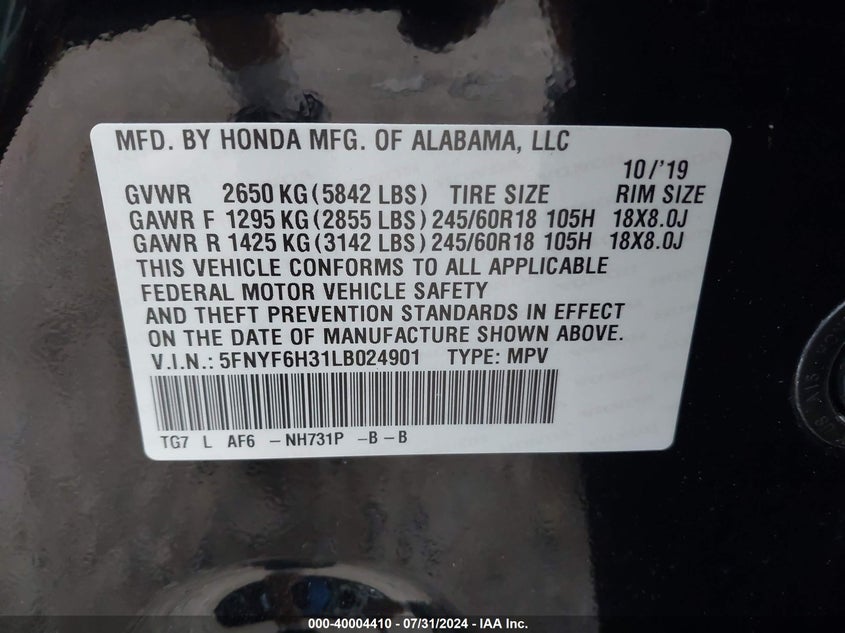 MFD. BY HONDA MFG. OF ALABAMA, LLC
10/'19
GVWR 2650 KG (5842 LBS) TIRE SIZE RIM SIZE
GAWR F 1295 KG (2855 LBS) 245/60R18 105H 18X8.0J
GAWR R 1425 KG (3142 LBS) 245/60R18 105H 18X8.0J
THIS VEHICLE CONFORMS TO ALL APPLICABLE
FEDERAL MOTOR VEHICLE SAFETY
AND THEFT PREVENTION STANDARDS IN EFFECT
ON THE DATE OF MANUFACTURE SHOWN ABOVE.
V.I.N.: 5FNYF6H31LB024901 TYPE: MPV
TG7 L AF6 -NH731P -B-B
000-40004410 - 07/31/2024 - IAA Inc.